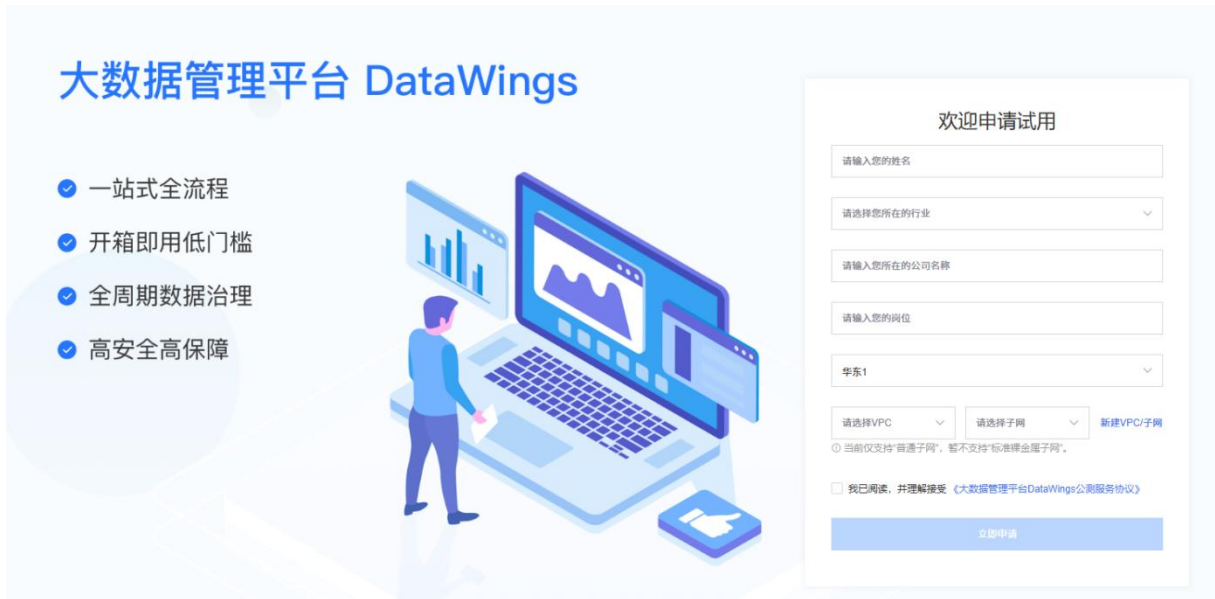 大数据管理平台 DataWings
一站式全流程
开箱即用低门槛
全周期数据治理
高安全高保障
欢迎申请试用
请输入您的姓名
请选择您所在的行业
请输入您所在的公司名称
请输入您的岗位
华东1
请选择VPC 请选择子网 新建VPC/子网
当前仅支持“普通子网”，暂不支持“标准裸金属子网”。
我已阅读，并理解接受 《大数据管理平台DataWings公测服务协议》
立即申请